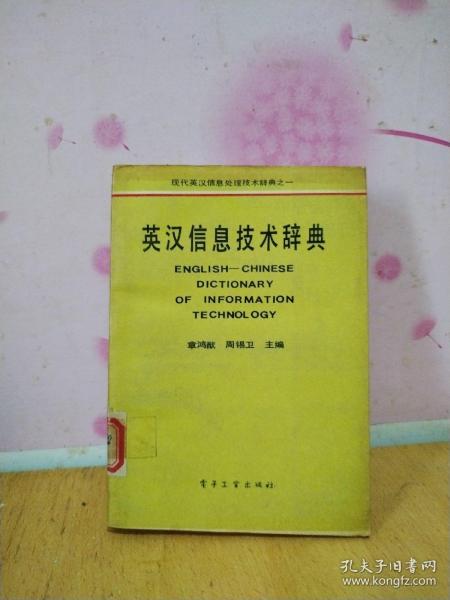 现代英汉信息处理技术辞典之一
英汉信息技术辞典
ENGLISH—CHINESE
DICTIONARY
OF INFORMATION
TECHNOLOGY
章鸿猷 周锡卫 主编
电子工业出版社
孔夫子旧书网
www.kongfz.com